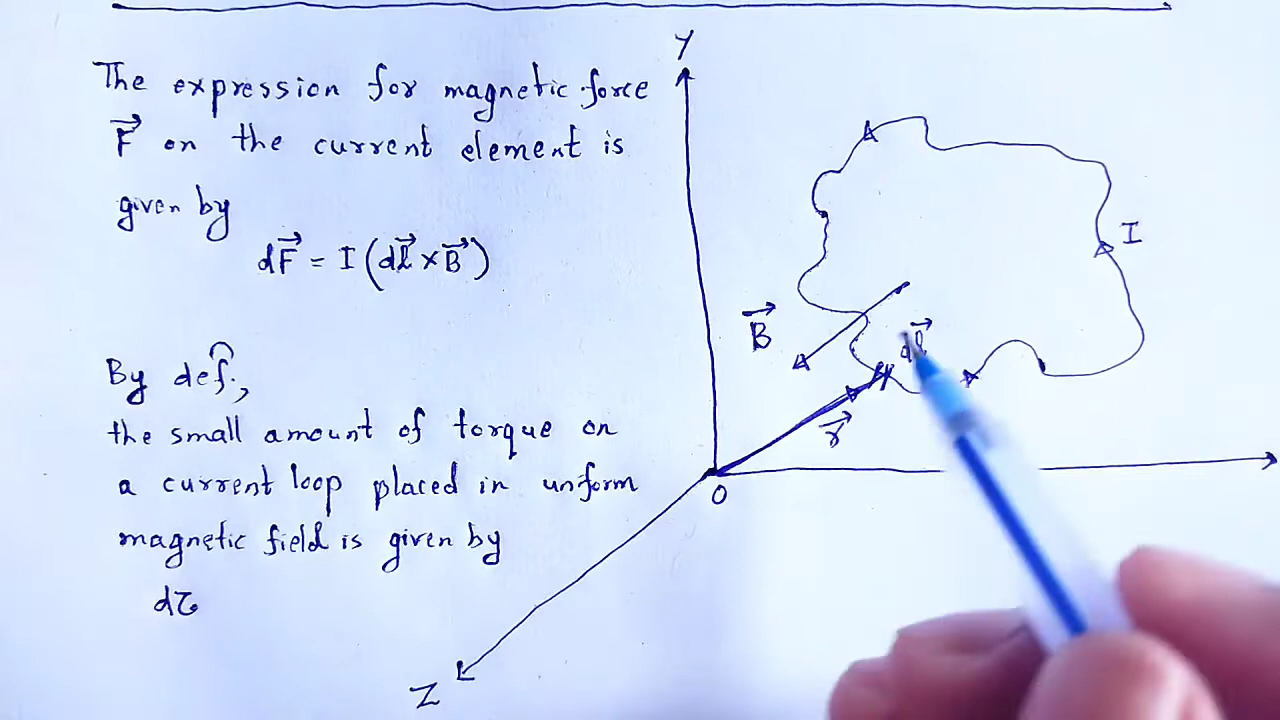 The expression for magnetic force
F⃗ on the current element is
given by
dF⃗ = I (dl⃗ × B⃗)
By def.,
the small amount of torque on
a current loop placed in uniform
magnetic field is given by
dτ
Y
I
B⃗
dl⃗
r⃗
O
Z